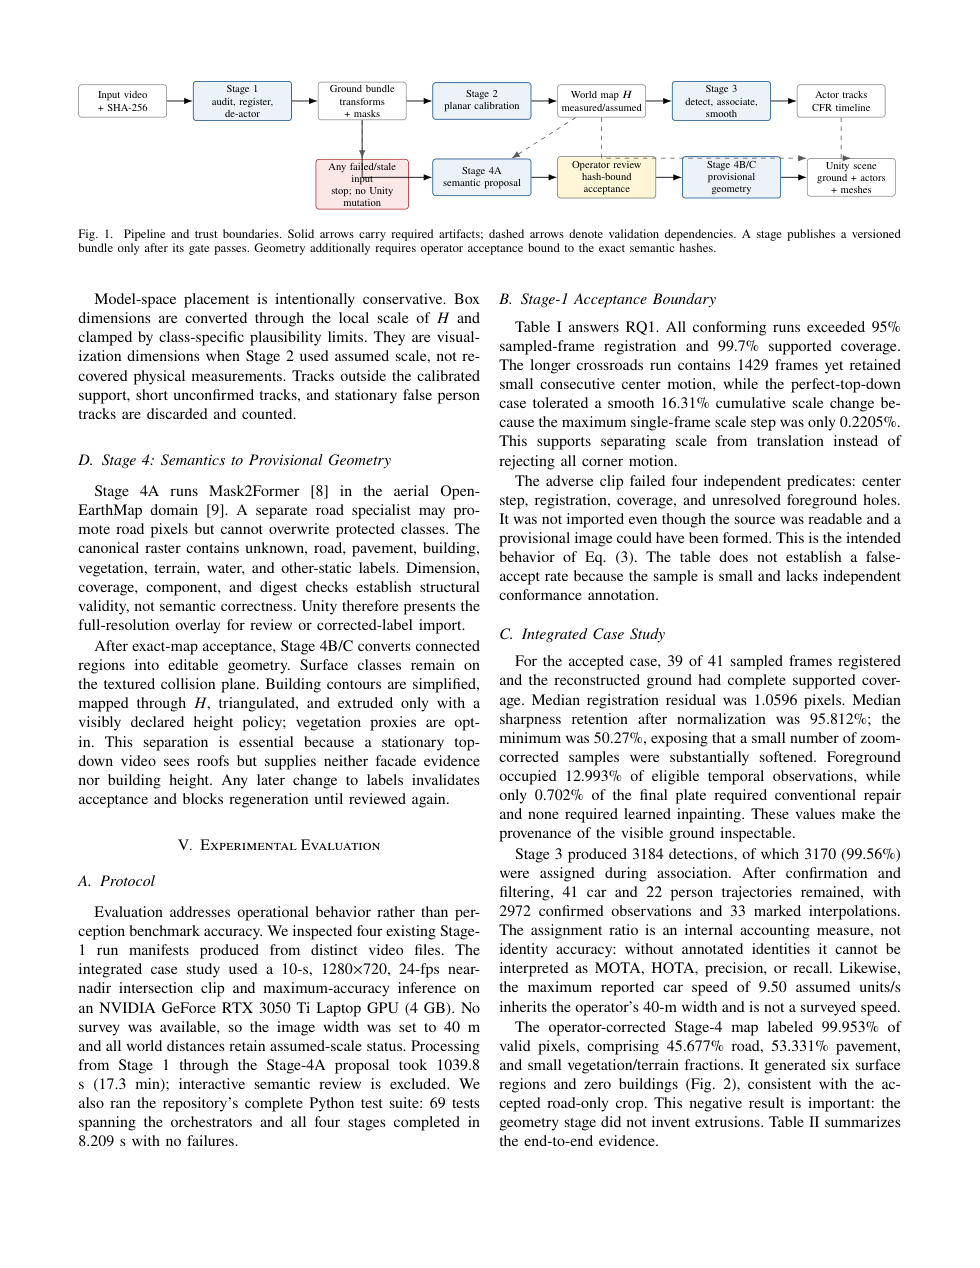 Input video
+ SHA-256
Stage 1
audit, register,
de-actor
Ground bundle
transforms
+ masks
Stage 2
planar calibration
World map H
measured/assumed
Stage 3
detect, associate,
smooth
Actor tracks
CFR timeline
Any failed/stale
input
stop; no Unity
mutation
Stage 4A
semantic proposal
Operator review
hash-bound
acceptance
Stage 4B/C
provisional
geometry
Unity scene
ground + actors
+ meshes
Fig. 1. Pipeline and trust boundaries. Solid arrows carry required artifacts; dashed arrows denote validation dependencies. A stage publishes a versioned
bundle only after its gate passes. Geometry additionally requires operator acceptance bound to the exact semantic hashes.
Model-space placement is intentionally conservative. Box
dimensions are converted through the local scale of H and
clamped by class-specific plausibility limits. They are visual-
ization dimensions when Stage 2 used assumed scale, not re-
covered physical measurements. Tracks outside the calibrated
support, short unconfirmed tracks, and stationary false person
tracks are discarded and counted.
D. Stage 4: Semantics to Provisional Geometry
Stage 4A runs Mask2Former [8] in the aerial Open-
EarthMap domain [9]. A separate road specialist may pro-
mote road pixels but cannot overwrite protected classes. The
canonical raster contains unknown, road, pavement, building,
vegetation, terrain, water, and other-static labels. Dimension,
coverage, component, and digest checks establish structural
validity, not semantic correctness. Unity therefore presents the
full-resolution overlay for review or corrected-label import.
After exact-map acceptance, Stage 4B/C converts connected
regions into editable geometry. Surface classes remain on
the textured collision plane. Building contours are simplified,
mapped through H, triangulated, and extruded only with a
visibly declared height policy; vegetation proxies are opt-
in. This separation is essential because a stationary top-
down video sees roofs but supplies neither facade evidence
nor building height. Any later change to labels invalidates
acceptance and blocks regeneration until reviewed again.
V. Experimental Evaluation
A. Protocol
Evaluation addresses operational behavior rather than per-
ception benchmark accuracy. We inspected four existing Stage-
1 run manifests produced from distinct video files. The
integrated case study used a 10-s, 1280×720, 24-fps near-
nadir intersection clip and maximum-accuracy inference on
an NVIDIA GeForce RTX 3050 Ti Laptop GPU (4 GB). No
survey was available, so the image width was set to 40 m
and all world distances retain assumed-scale status. Processing
from Stage 1 through the Stage-4A proposal took 1039.8
s (17.3 min); interactive semantic review is excluded. We
also ran the repository's complete Python test suite: 69 tests
spanning the orchestrators and all four stages completed in
8.209 s with no failures.
B. Stage-1 Acceptance Boundary
Table I answers RQ1. All conforming runs exceeded 95%
sampled-frame registration and 99.7% supported coverage.
The longer crossroads run contains 1429 frames yet retained
small consecutive center motion, while the perfect-top-down
case tolerated a smooth 16.31% cumulative scale change be-
cause the maximum single-frame scale step was only 0.2205%.
This supports separating scale from translation instead of
rejecting all corner motion.
The adverse clip failed four independent predicates: center
step, registration, coverage, and unresolved foreground holes.
It was not imported even though the source was readable and a
provisional image could have been formed. This is the intended
behavior of Eq. (3). The table does not establish a false-
accept rate because the sample is small and lacks independent
conformance annotation.
C. Integrated Case Study
For the accepted case, 39 of 41 sampled frames registered
and the reconstructed ground had complete supported cover-
age. Median registration residual was 1.0596 pixels. Median
sharpness retention after normalization was 95.812%; the
minimum was 50.27%, exposing that a small number of zoom-
corrected samples were substantially softened. Foreground
occupied 12.993% of eligible temporal observations, while
only 0.702% of the final plate required conventional repair
and none required learned inpainting. These values make the
provenance of the visible ground inspectable.
Stage 3 produced 3184 detections, of which 3170 (99.56%)
were assigned during association. After confirmation and
filtering, 41 car and 22 person trajectories remained, with
2972 confirmed observations and 33 marked interpolations.
The assignment ratio is an internal accounting measure, not
identity accuracy: without annotated identities it cannot be
interpreted as MOTA, HOTA, precision, or recall. Likewise,
the maximum reported car speed of 9.50 assumed units/s
inherits the operator's 40-m width and is not a surveyed speed.
The operator-corrected Stage-4 map labeled 99.953% of
valid pixels, comprising 45.677% road, 53.331% pavement,
and small vegetation/terrain fractions. It generated six surface
regions and zero buildings (Fig. 2), consistent with the ac-
cepted road-only crop. This negative result is important: the
geometry stage did not invent extrusions. Table II summarizes
the end-to-end evidence.